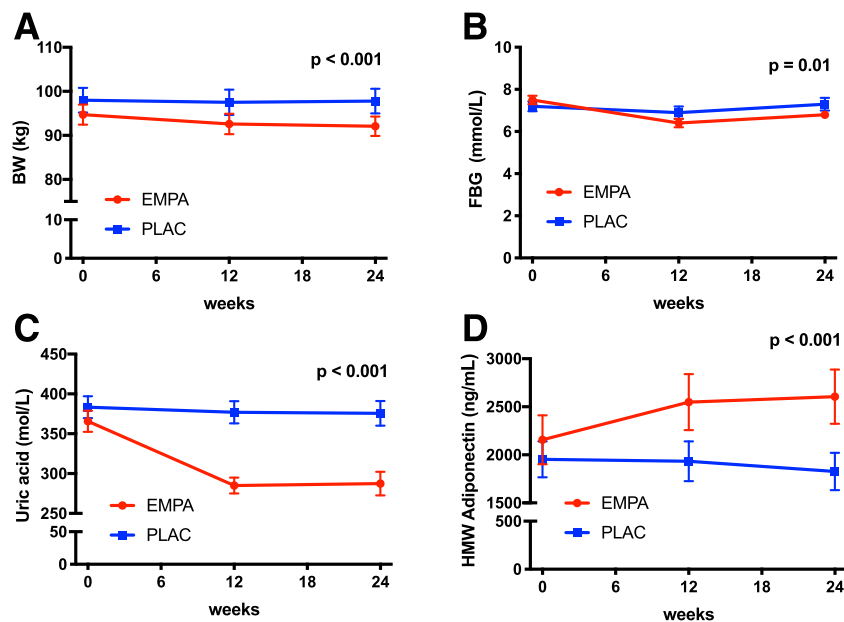 A
p < 0.001
BW (kg)
110
100
90
80
10
0
EMPA
PLAC
0 6 12 18 24
weeks
B
p = 0.01
FBG (mmol/L)
10
8
6
4
2
0
EMPA
PLAC
0 6 12 18 24
weeks
C
p < 0.001
Uric acid (mol/L)
450
400
350
300
250
50
0
EMPA
PLAC
0 6 12 18 24
weeks
D
p < 0.001
HMW Adiponectin (ng/mL)
3000
2500
2000
1500
500
0
EMPA
PLAC
0 6 12 18 24
weeks